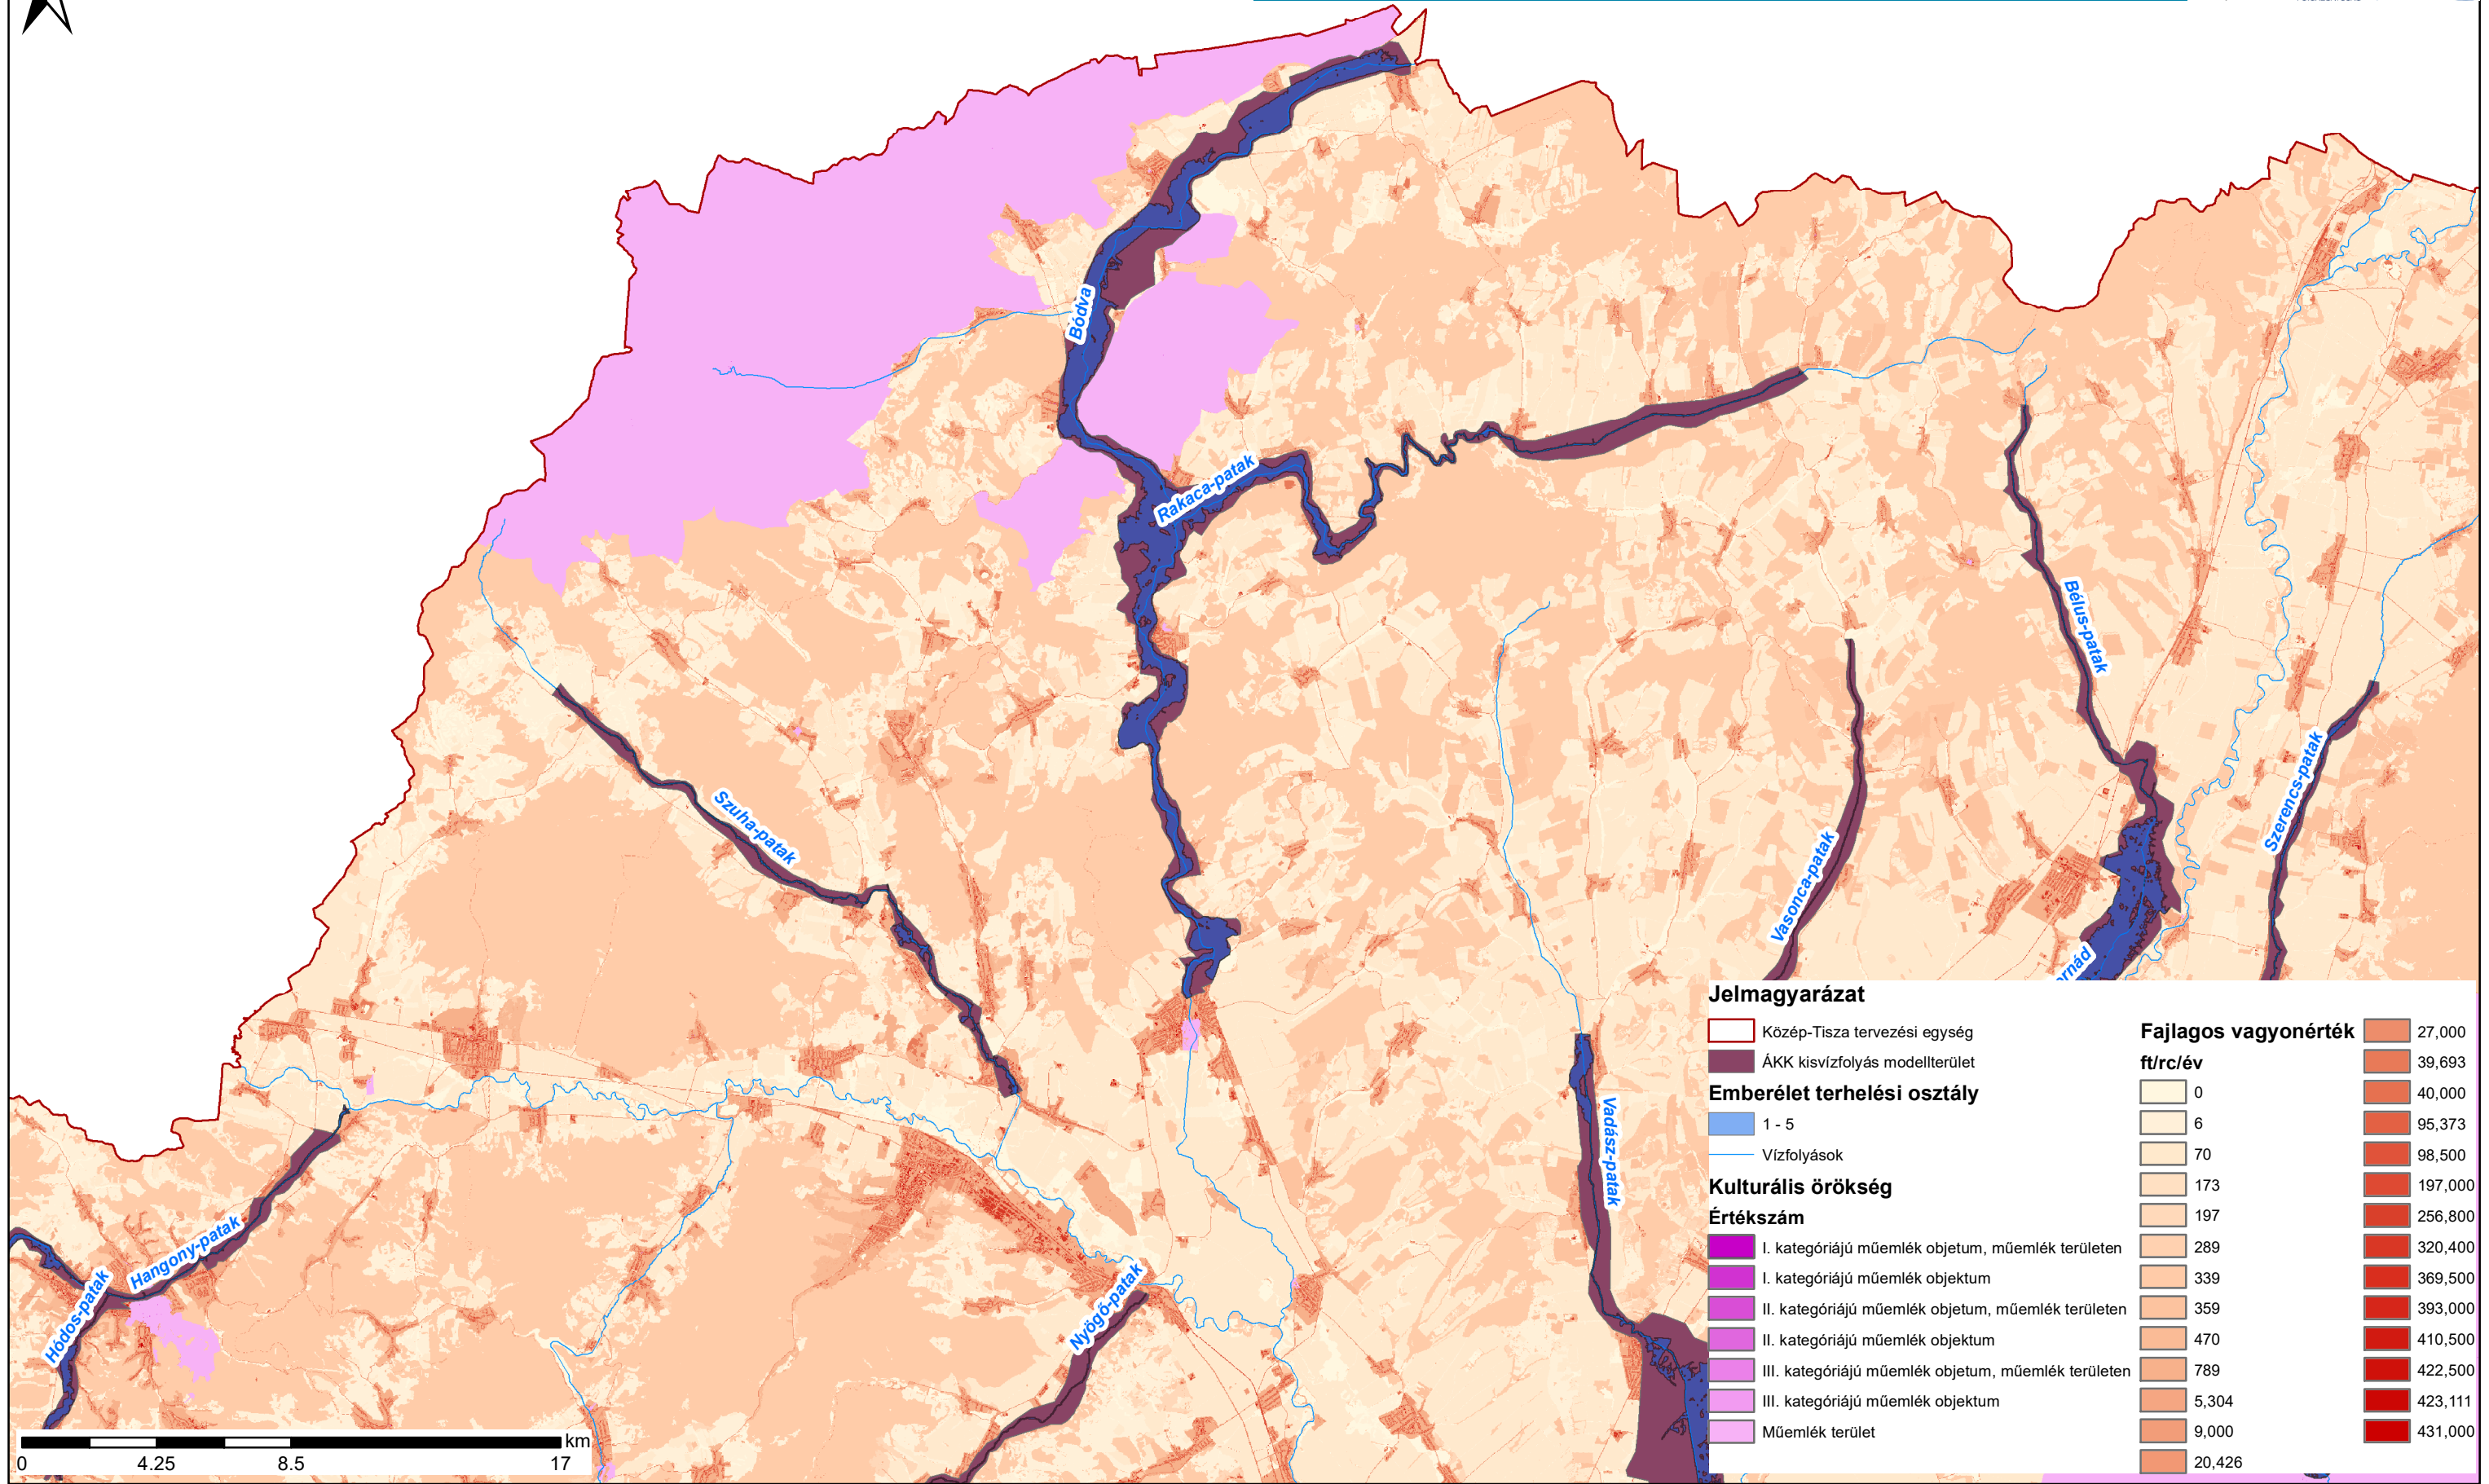 Bódva
Rakaca-patak
Bélus-patak
Szuha-patak
Szerencs-patak
Vasonca-patak
ernád
Vadász-patak
Hangony-patak
Hódos-patak
Nyögő-patak
0 4.25 8.5 17 km
Jelmagyarázat
Közép-Tisza tervezési egység
ÁKK kisvízfolyás modellterület
Emberélet terhelési osztály
1 - 5
Vízfolyások
Kulturális örökség
Értékszám
I. kategóriájú műemlék objetum, műemlék területen
I. kategóriájú műemlék objektum
II. kategóriájú műemlék objetum, műemlék területen
II. kategóriájú műemlék objektum
III. kategóriájú műemlék objetum, műemlék területen
III. kategóriájú műemlék objektum
Műemlék terület
Fajlagos vagyonérték
ft/rc/év
0
6
70
173
197
289
339
359
470
789
5,304
9,000
20,426
27,000
39,693
40,000
95,373
98,500
197,000
256,800
320,400
369,500
393,000
410,500
422,500
423,111
431,000